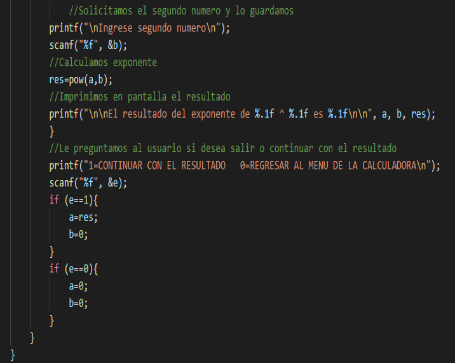 //Solicitamos el segundo numero y lo guardamos
printf("\nIngrese segundo numero\n");
scanf("%f", &b);
//Calculamos exponente
res=pow(a,b);
//Imprimimos en pantalla el resultado
printf("\n\nEl resultado del exponente de %.1f ^ %.1f es %.1f\n\n", a, b, res);
}
//Le preguntamos al usuario si desea salir o continuar con el resultado
printf("1=CONTINUAR CON EL RESULTADO   0=REGRESAR AL MENU DE LA CALCULADORA\n");
scanf("%f", &e);
if (e==1){
a=res;
b=0;
}
if (e==0){
a=0;
b=0;
}
}
}